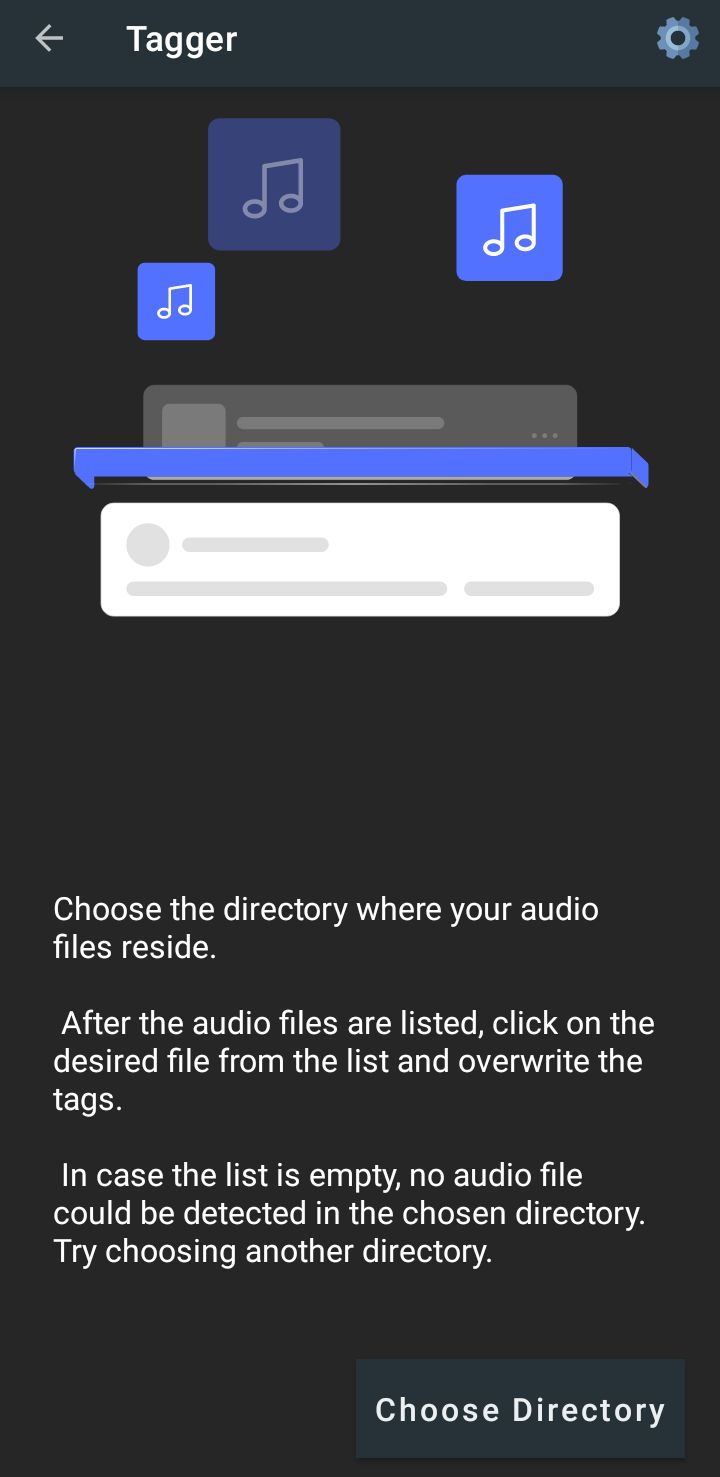 Tagger
Choose the directory where your audio
files reside.
After the audio files are listed, click on the
desired file from the list and overwrite the
tags.
In case the list is empty, no audio file
could be detected in the chosen directory.
Try choosing another directory.
Choose Directory